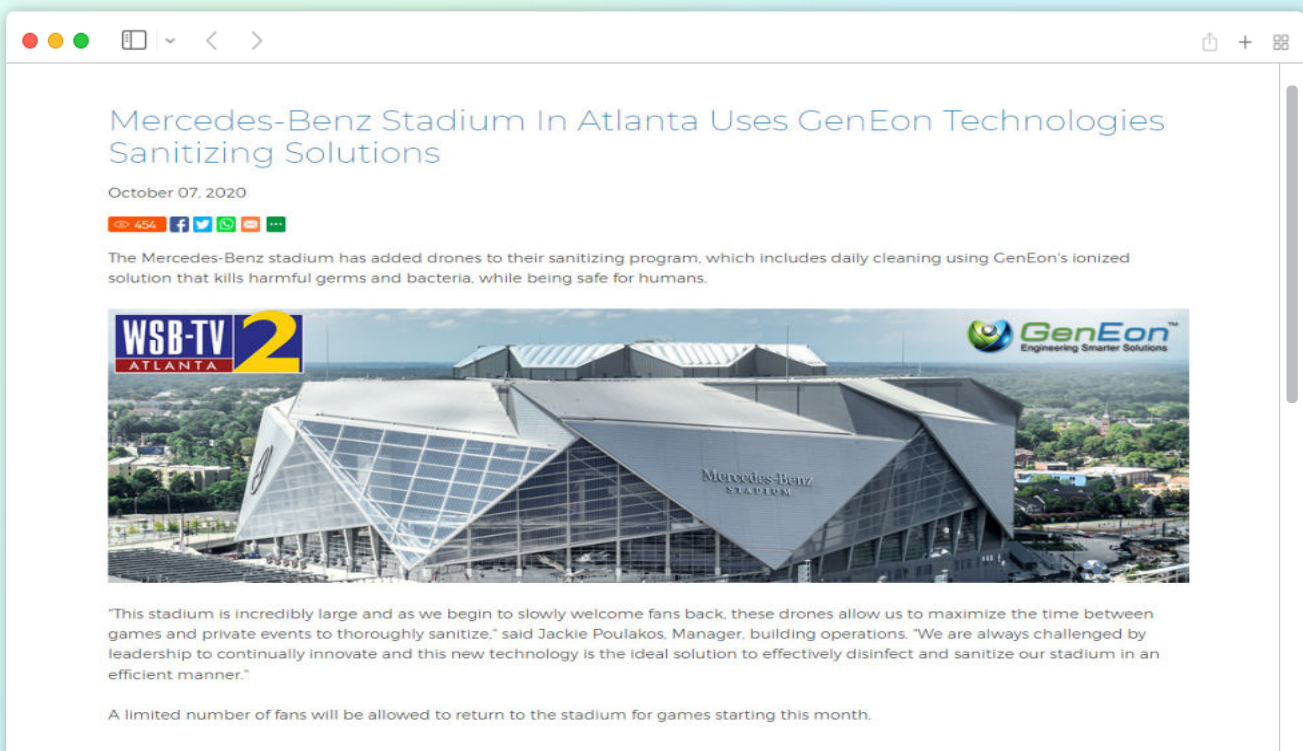 Mercedes-Benz Stadium In Atlanta Uses GenEon Technologies
Sanitizing Solutions
October 07, 2020
454
The Mercedes-Benz stadium has added drones to their sanitizing program, which includes daily cleaning using GenEon's ionized
solution that kills harmful germs and bacteria, while being safe for humans.
WSB-TV 2
ATLANTA
GenEon™
Engineering Smarter Solutions
Mercedes-Benz
STADIUM
"This stadium is incredibly large and as we begin to slowly welcome fans back, these drones allow us to maximize the time between
games and private events to thoroughly sanitize," said Jackie Poulakos, Manager, building operations. "We are always challenged by
leadership to continually innovate and this new technology is the ideal solution to effectively disinfect and sanitize our stadium in an
efficient manner."
A limited number of fans will be allowed to return to the stadium for games starting this month.